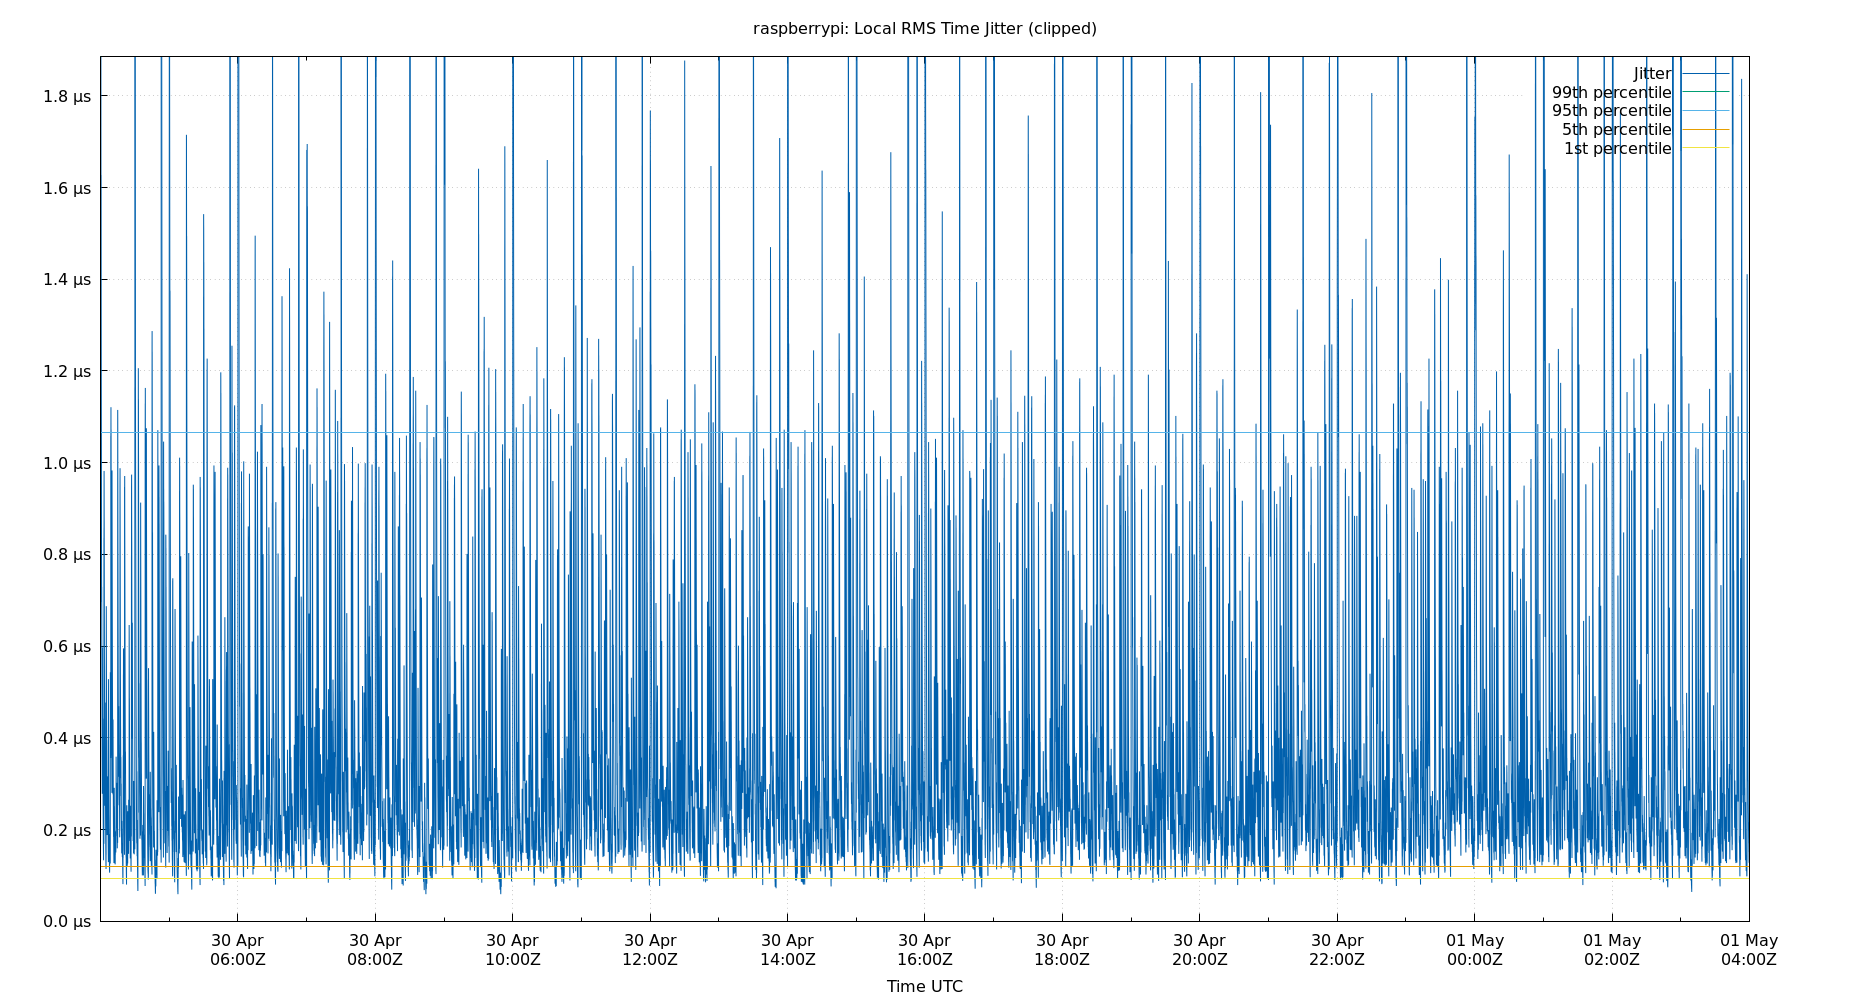 raspberrypi: Local RMS Time Jitter (clipped)
Jitter
99th percentile
95th percentile
5th percentile
1st percentile
1.8 µs
1.6 µs
1.4 µs
1.2 µs
1.0 µs
0.8 µs
0.6 µs
0.4 µs
0.2 µs
0.0 µs
30 Apr 30 Apr 30 Apr 30 Apr 30 Apr 30 Apr 30 Apr 30 Apr 30 Apr 01 May 01 May 01 May
06:00Z 08:00Z 10:00Z 12:00Z 14:00Z 16:00Z 18:00Z 20:00Z 22:00Z 00:00Z 02:00Z 04:00Z
Time UTC